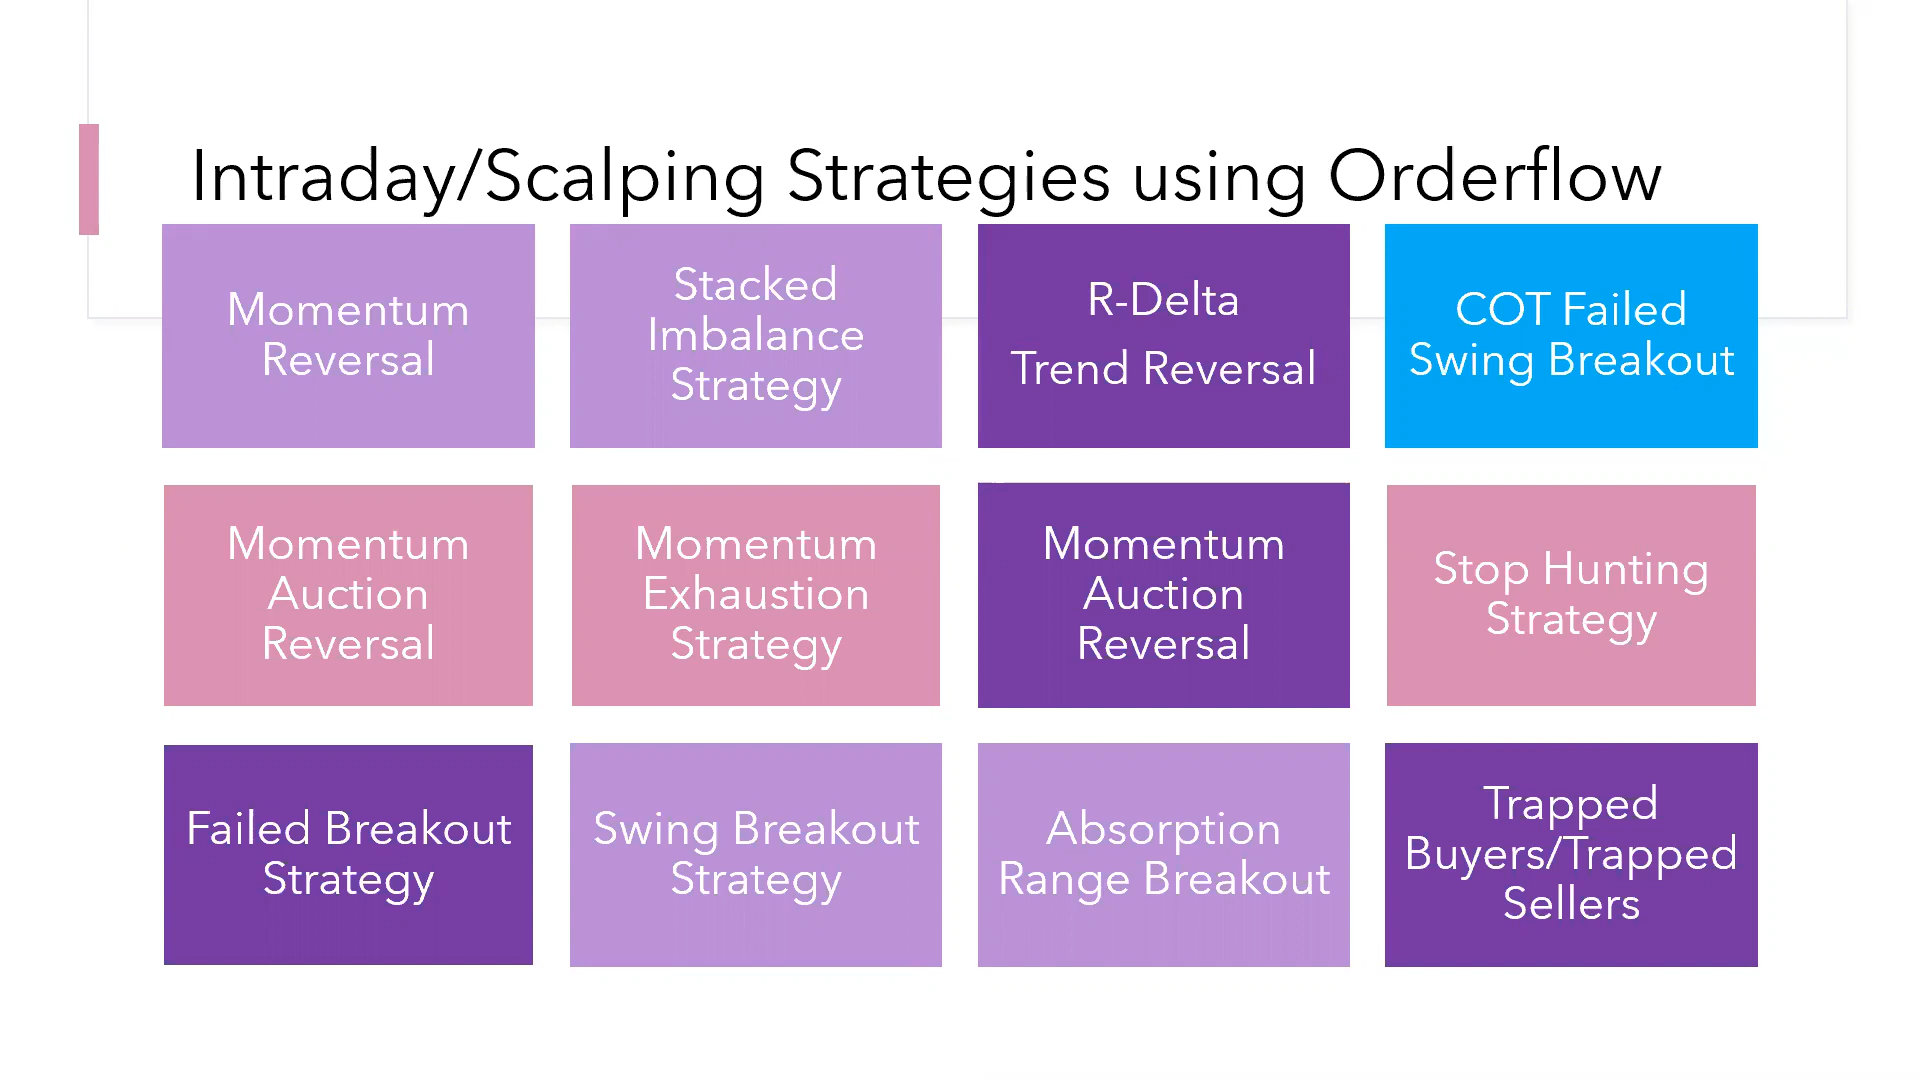 Intraday/Scalping Strategies using Orderflow
Momentum
Reversal
Stacked
Imbalance
Strategy
R-Delta
Trend Reversal
COT Failed
Swing Breakout
Momentum
Auction
Reversal
Momentum
Exhaustion
Strategy
Momentum
Auction
Reversal
Stop Hunting
Strategy
Failed Breakout
Strategy
Swing Breakout
Strategy
Absorption
Range Breakout
Trapped
Buyers/Trapped
Sellers